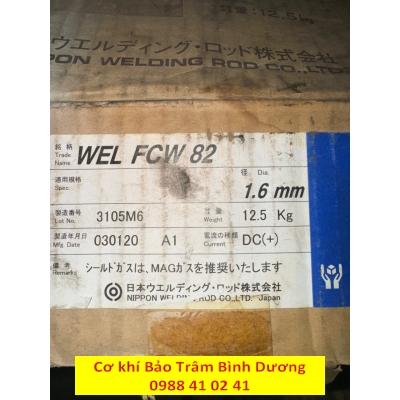 容量:12.5kg
ウエルディング・ロッド株式会社
NIPPON WELDING ROD CO.,LTD.
銘柄
Trade Name WEL FCW 82
適用規格 径 Dia.
Spec. 1.6 mm
製造番号 Lot No. 3105M6 質量 Weight 12.5 Kg
製造年月日 Mfg. Date 030120 A1 電流の種類 Current DC(+)
備考 Remarks シールドガスは、MAGガスを推奨いたします
日本ウエルディング・ロッド株式会社
NIPPON WELDING ROD CO.,LTD. Japan
Cơ khí Bảo Trâm Bình Dương
0988 41 02 41